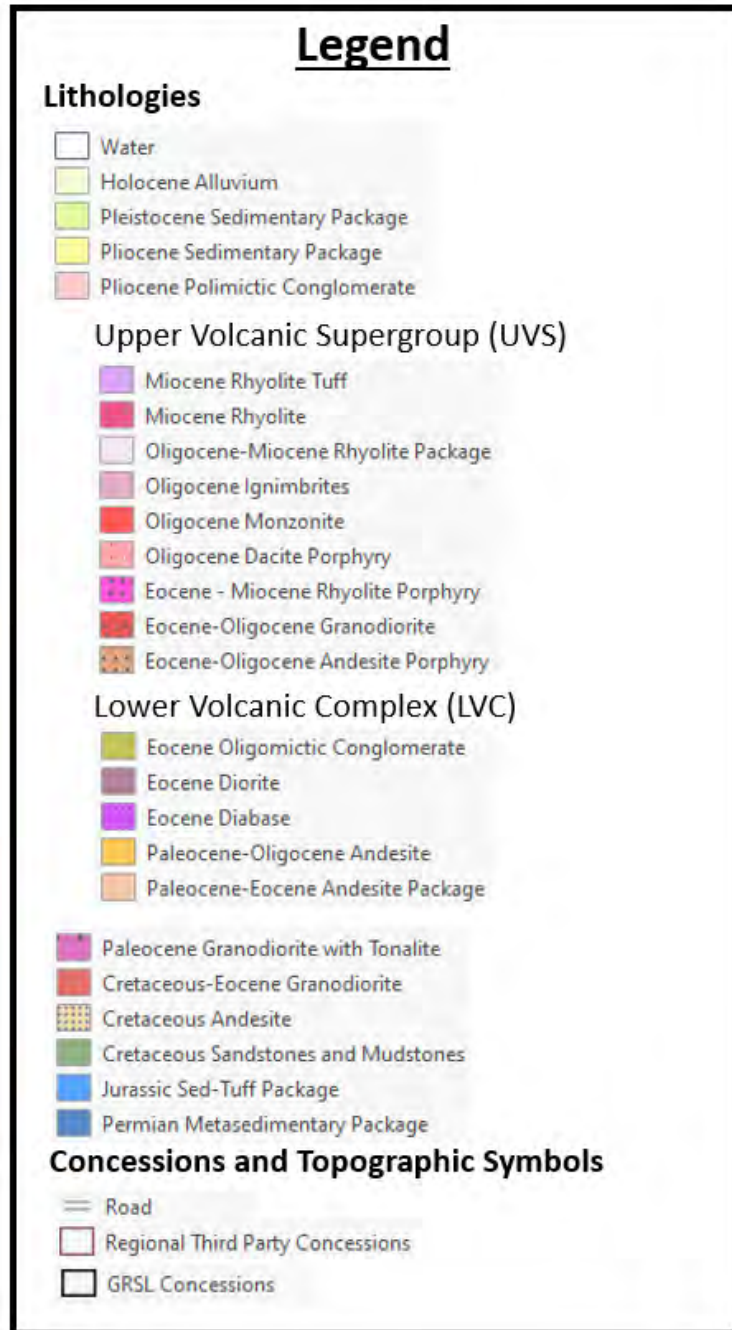 Legend
Lithologies
Water
Holocene Alluvium
Pleistocene Sedimentary Package
Pliocene Sedimentary Package
Pliocene Polimictic Conglomerate
Upper Volcanic Supergroup (UVS)
Miocene Rhyolite Tuff
Miocene Rhyolite
Oligocene-Miocene Rhyolite Package
Oligocene Ignimbrites
Oligocene Monzonite
Oligocene Dacite Porphyry
Eocene - Miocene Rhyolite Porphyry
Eocene-Oligocene Granodiorite
Eocene-Oligocene Andesite Porphyry
Lower Volcanic Complex (LVC)
Eocene Oligomictic Conglomerate
Eocene Diorite
Eocene Diabase
Paleocene-Oligocene Andesite
Paleocene-Eocene Andesite Package
Paleocene Granodiorite with Tonalite
Cretaceous-Eocene Granodiorite
Cretaceous Andesite
Cretaceous Sandstones and Mudstones
Jurassic Sed-Tuff Package
Permian Metasedimentary Package
Concessions and Topographic Symbols
Road
Regional Third Party Concessions
GRSL Concessions